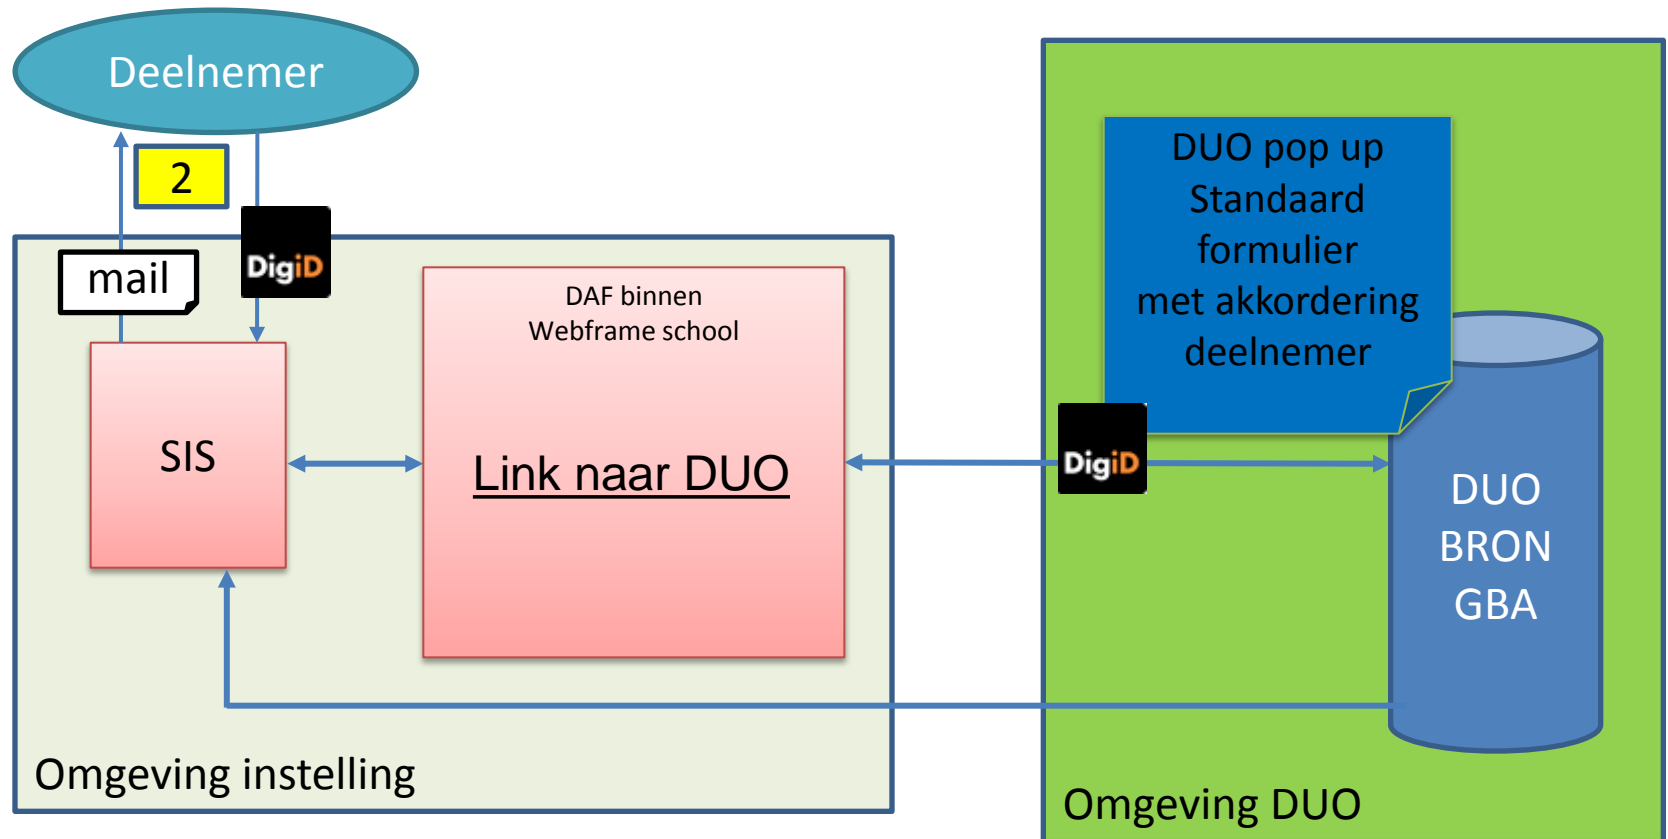 Deelnemer
2
mail
DigiD
SIS
DAF binnen
Webframe school
Link naar DUO
Omgeving instelling
DUO pop up
Standaard
formulier
met akkordering
deelnemer
DigiD
DUO
BRON
GBA
Omgeving DUO